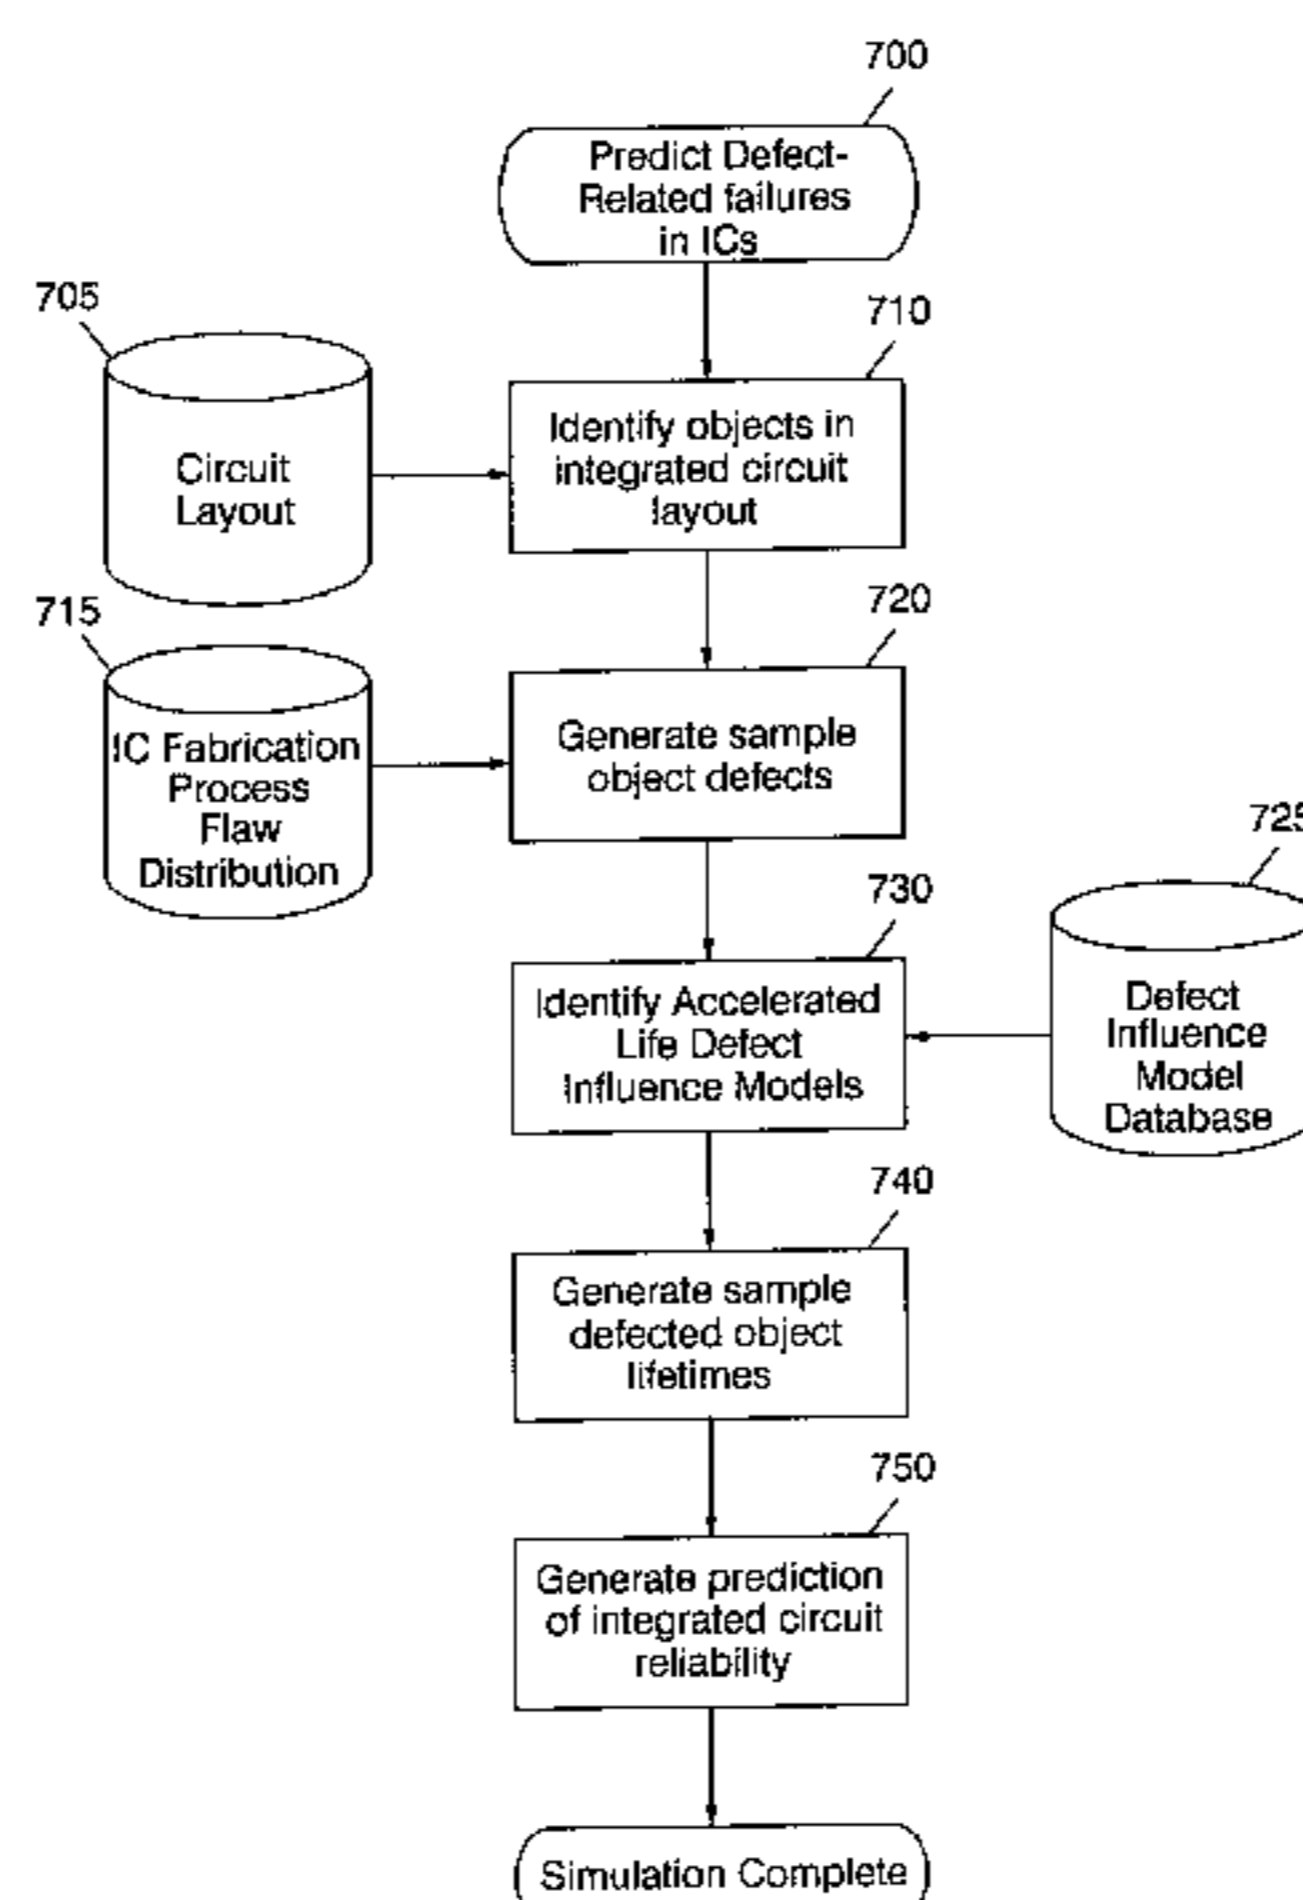 700
Predict Defect-
Related failures
in ICs
705
710
Circuit
Layout
Identify objects in
integrated circuit
layout
715
720
IC Fabrication
Process
Flaw
Distribution
Generate sample
object defects
725
730
Identify Accelerated
Life Defect
Influence Models
Defect
Influence
Model
Database
740
Generate sample
defected object
lifetimes
750
Generate prediction
of integrated circuit
reliability
Simulation Complete